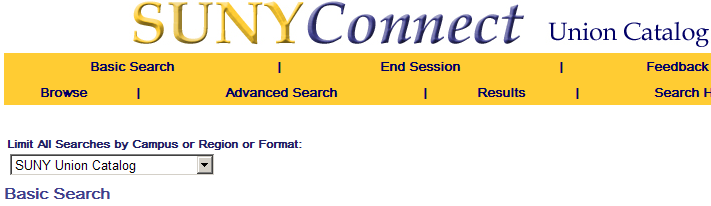 SUNYConnect Union Catalog
Basic Search | End Session | Feedback
Browse | Advanced Search | Results | Search H
Limit All Searches by Campus or Region or Format:
SUNY Union Catalog
Basic Search